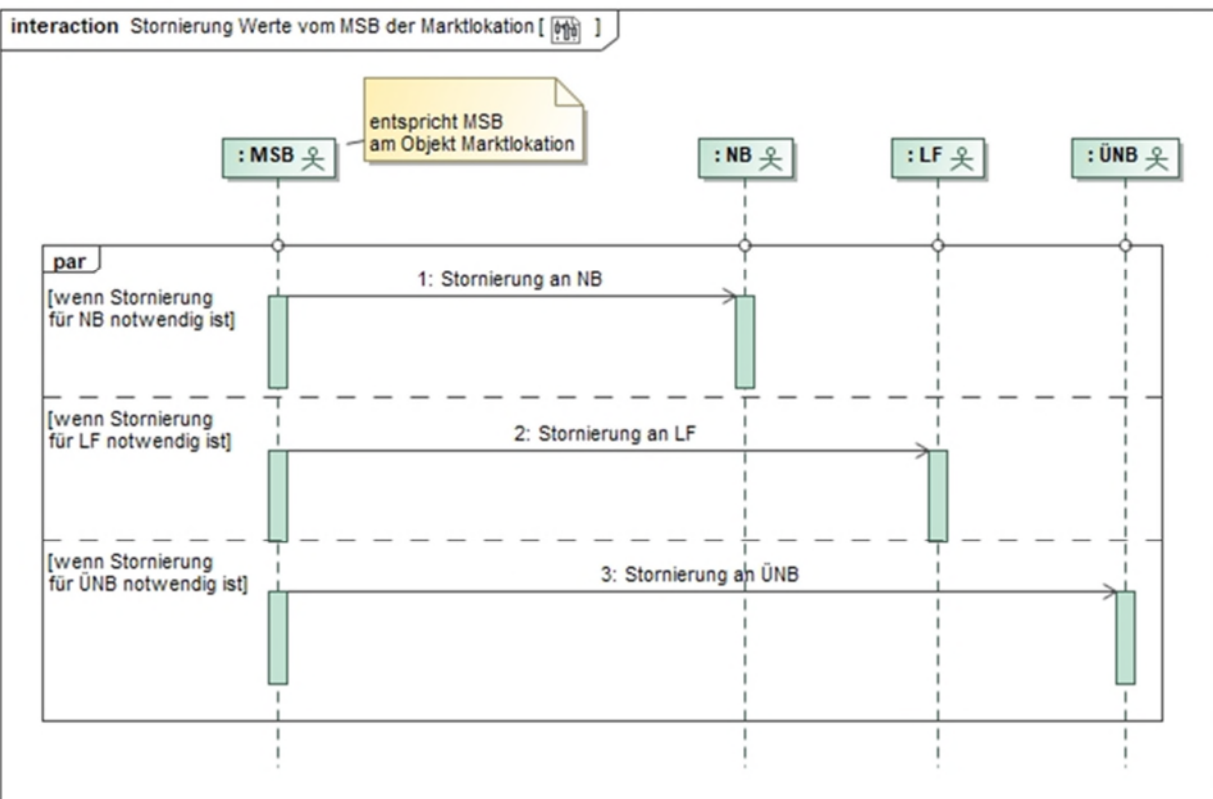 interaction Stornierung Werte vom MSB der Marktlokation [ ]
entspricht MSB
am Objekt Marktlokation
: MSB
: NB
: LF
: ÜNB
par
[wenn Stornierung
für NB notwendig ist]
1: Stornierung an NB
[wenn Stornierung
für LF notwendig ist]
2: Stornierung an LF
[wenn Stornierung
für ÜNB notwendig ist]
3: Stornierung an ÜNB